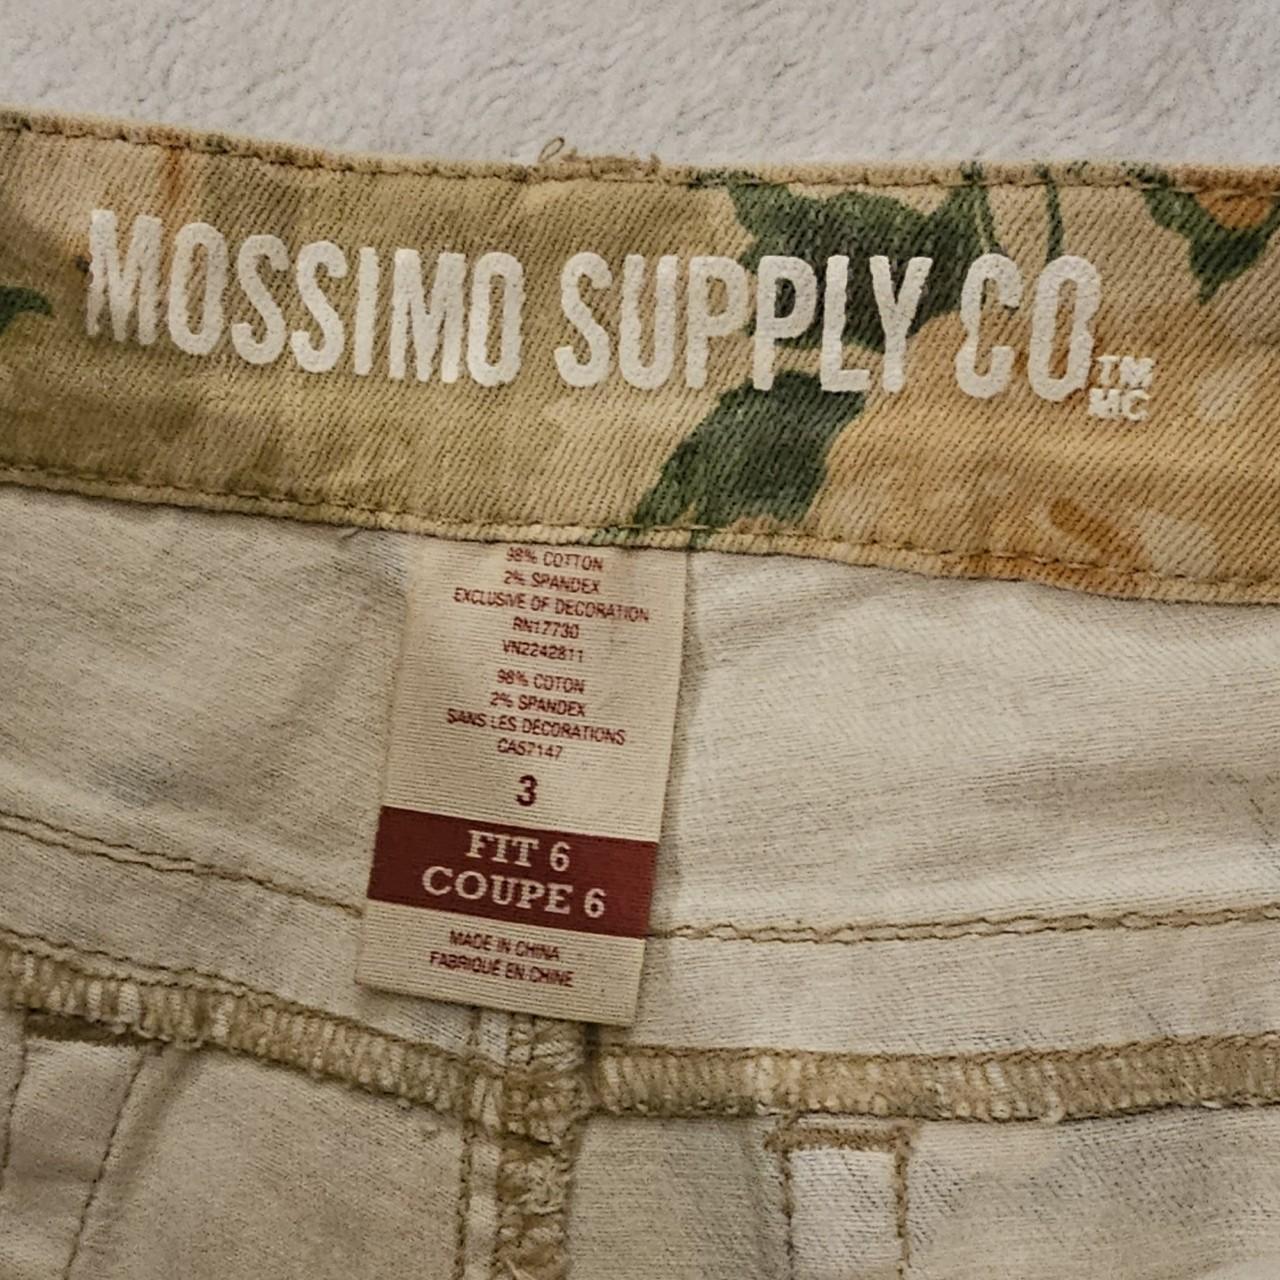 MOSSIMO SUPPLY CO TM MC
98% COTTON
2% SPANDEX
EXCLUSIVE OF DECORATION
RN17730
VN2242811
98% COTON
2% SPANDEX
SANS LES DÉCORATIONS
CA57147
3
FIT 6
COUPE 6
MADE IN CHINA
FABRIQUÉ EN CHINE